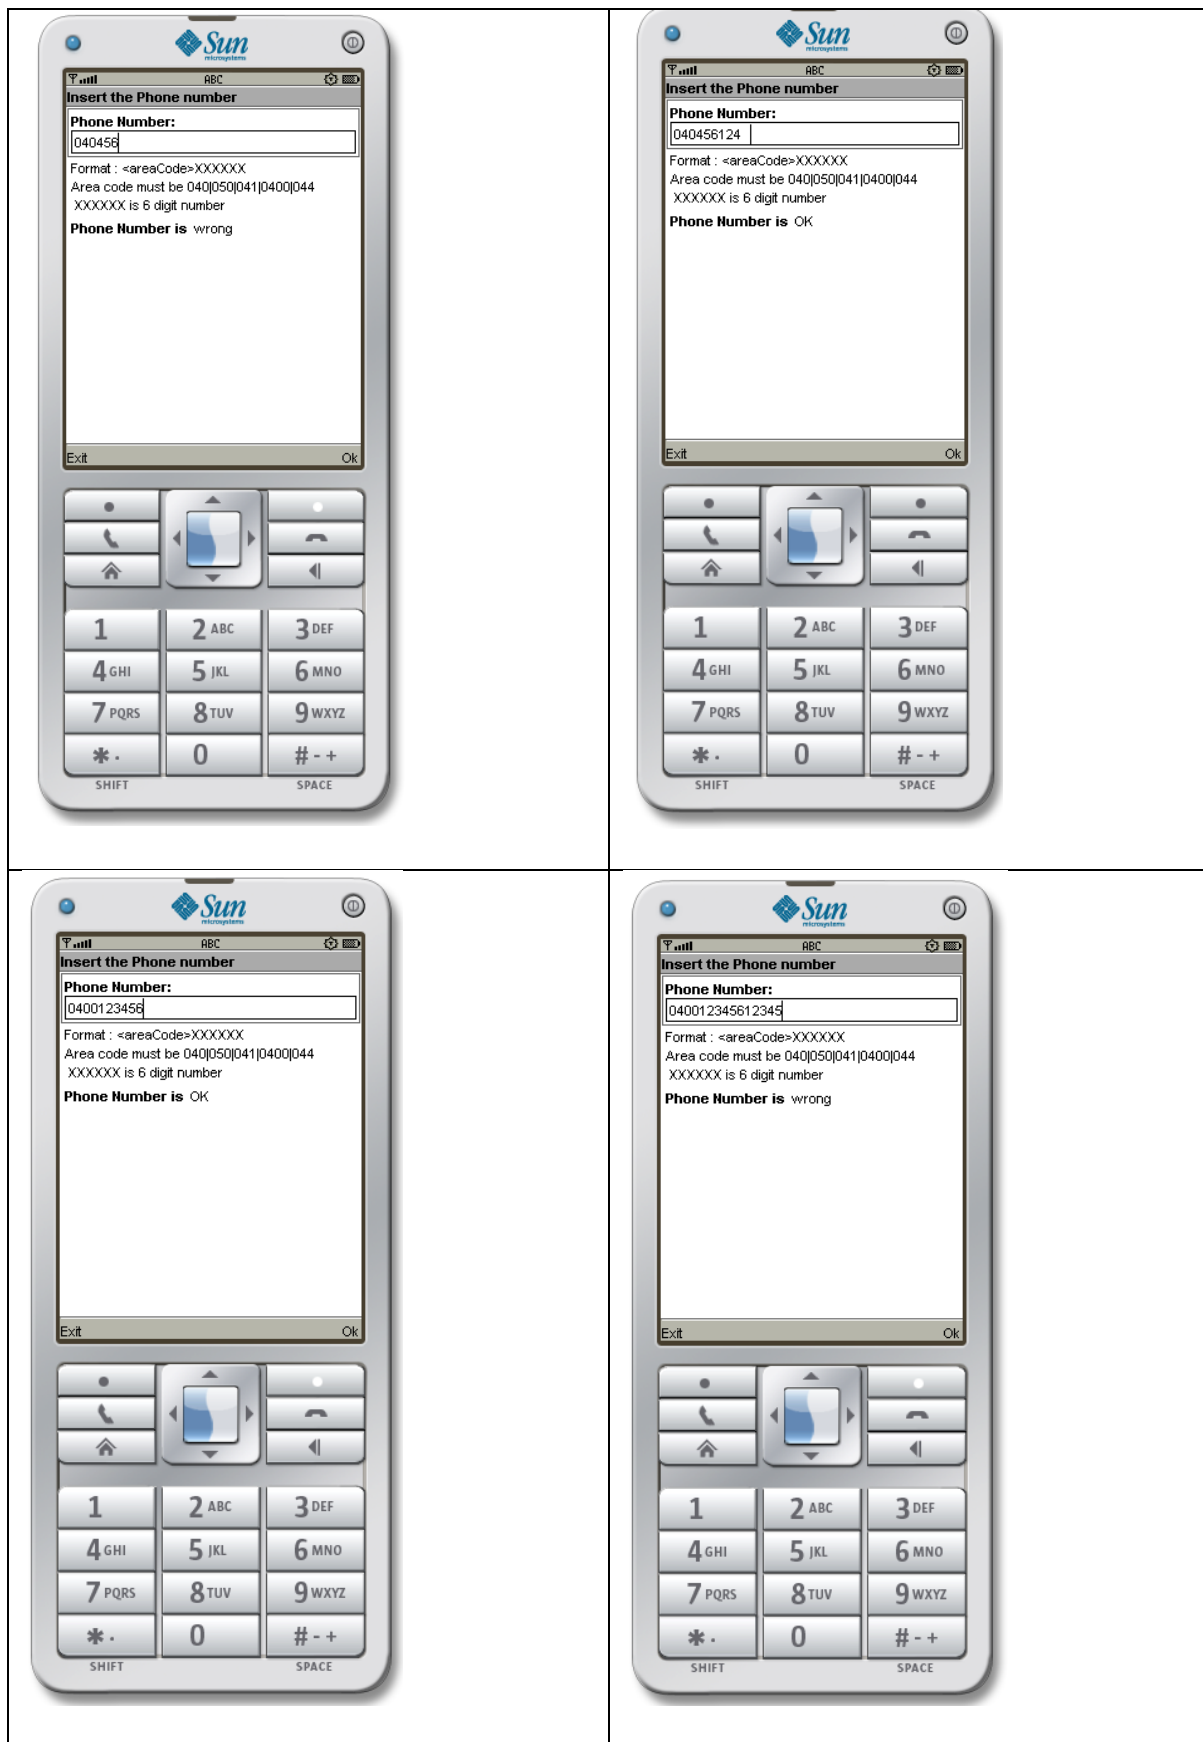 Sun
microsystems
ABC
Insert the Phone number
Phone Number:
040456
Format : <areaCode>XXXXXX
Area code must be 040|050|041|0400|044
XXXXXX is 6 digit number
Phone Number is wrong
Exit Ok
1 2 ABC 3 DEF
4 GHI 5 JKL 6 MNO
7 PQRS 8 TUV 9 WXYZ
* . 0 # - +
SHIFT SPACE
Sun
microsystems
ABC
Insert the Phone number
Phone Number:
040456124
Format : <areaCode>XXXXXX
Area code must be 040|050|041|0400|044
XXXXXX is 6 digit number
Phone Number is OK
Exit Ok
1 2 ABC 3 DEF
4 GHI 5 JKL 6 MNO
7 PQRS 8 TUV 9 WXYZ
* . 0 # - +
SHIFT SPACE
Sun
microsystems
ABC
Insert the Phone number
Phone Number:
0400123456
Format : <areaCode>XXXXXX
Area code must be 040|050|041|0400|044
XXXXXX is 6 digit number
Phone Number is OK
Exit Ok
1 2 ABC 3 DEF
4 GHI 5 JKL 6 MNO
7 PQRS 8 TUV 9 WXYZ
* . 0 # - +
SHIFT SPACE
Sun
microsystems
ABC
Insert the Phone number
Phone Number:
040012345612345
Format : <areaCode>XXXXXX
Area code must be 040|050|041|0400|044
XXXXXX is 6 digit number
Phone Number is wrong
Exit Ok
1 2 ABC 3 DEF
4 GHI 5 JKL 6 MNO
7 PQRS 8 TUV 9 WXYZ
* . 0 # - +
SHIFT SPACE